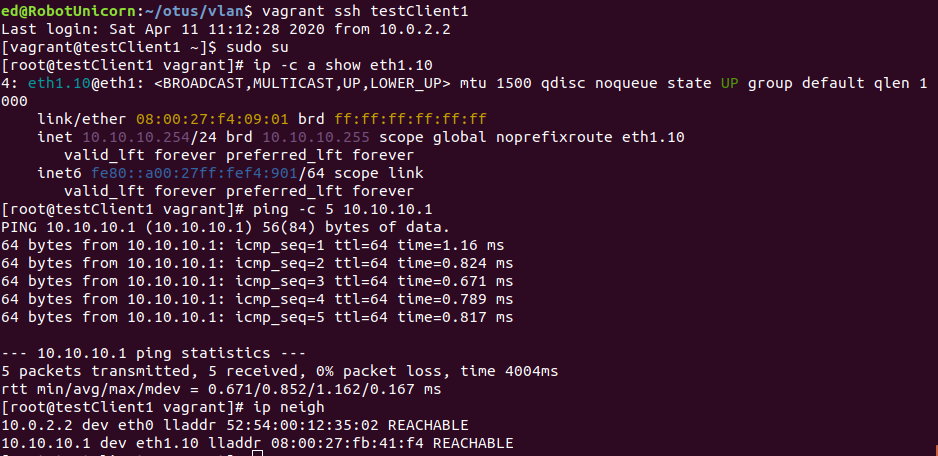 ed@RobotUnicorn:~/otus/vlan$ vagrant ssh testClient1
Last login: Sat Apr 11 11:12:28 2020 from 10.0.2.2
[vagrant@testClient1 ~]$ sudo su
[root@testClient1 vagrant]# ip -c a show eth1.10
4: eth1.10@eth1: <BROADCAST,MULTICAST,UP,LOWER_UP> mtu 1500 qdisc noqueue state UP group default qlen 1
000
    link/ether 08:00:27:f4:09:01 brd ff:ff:ff:ff:ff:ff
    inet 10.10.10.254/24 brd 10.10.10.255 scope global noprefixroute eth1.10
       valid_lft forever preferred_lft forever
    inet6 fe80::a00:27ff:fef4:901/64 scope link
       valid_lft forever preferred_lft forever
[root@testClient1 vagrant]# ping -c 5 10.10.10.1
PING 10.10.10.1 (10.10.10.1) 56(84) bytes of data.
64 bytes from 10.10.10.1: icmp_seq=1 ttl=64 time=1.16 ms
64 bytes from 10.10.10.1: icmp_seq=2 ttl=64 time=0.824 ms
64 bytes from 10.10.10.1: icmp_seq=3 ttl=64 time=0.671 ms
64 bytes from 10.10.10.1: icmp_seq=4 ttl=64 time=0.789 ms
64 bytes from 10.10.10.1: icmp_seq=5 ttl=64 time=0.817 ms

--- 10.10.10.1 ping statistics ---
5 packets transmitted, 5 received, 0% packet loss, time 4004ms
rtt min/avg/max/mdev = 0.671/0.852/1.162/0.167 ms
[root@testClient1 vagrant]# ip neigh
10.0.2.2 dev eth0 lladdr 52:54:00:12:35:02 REACHABLE
10.10.10.1 dev eth1.10 lladdr 08:00:27:fb:41:f4 REACHABLE